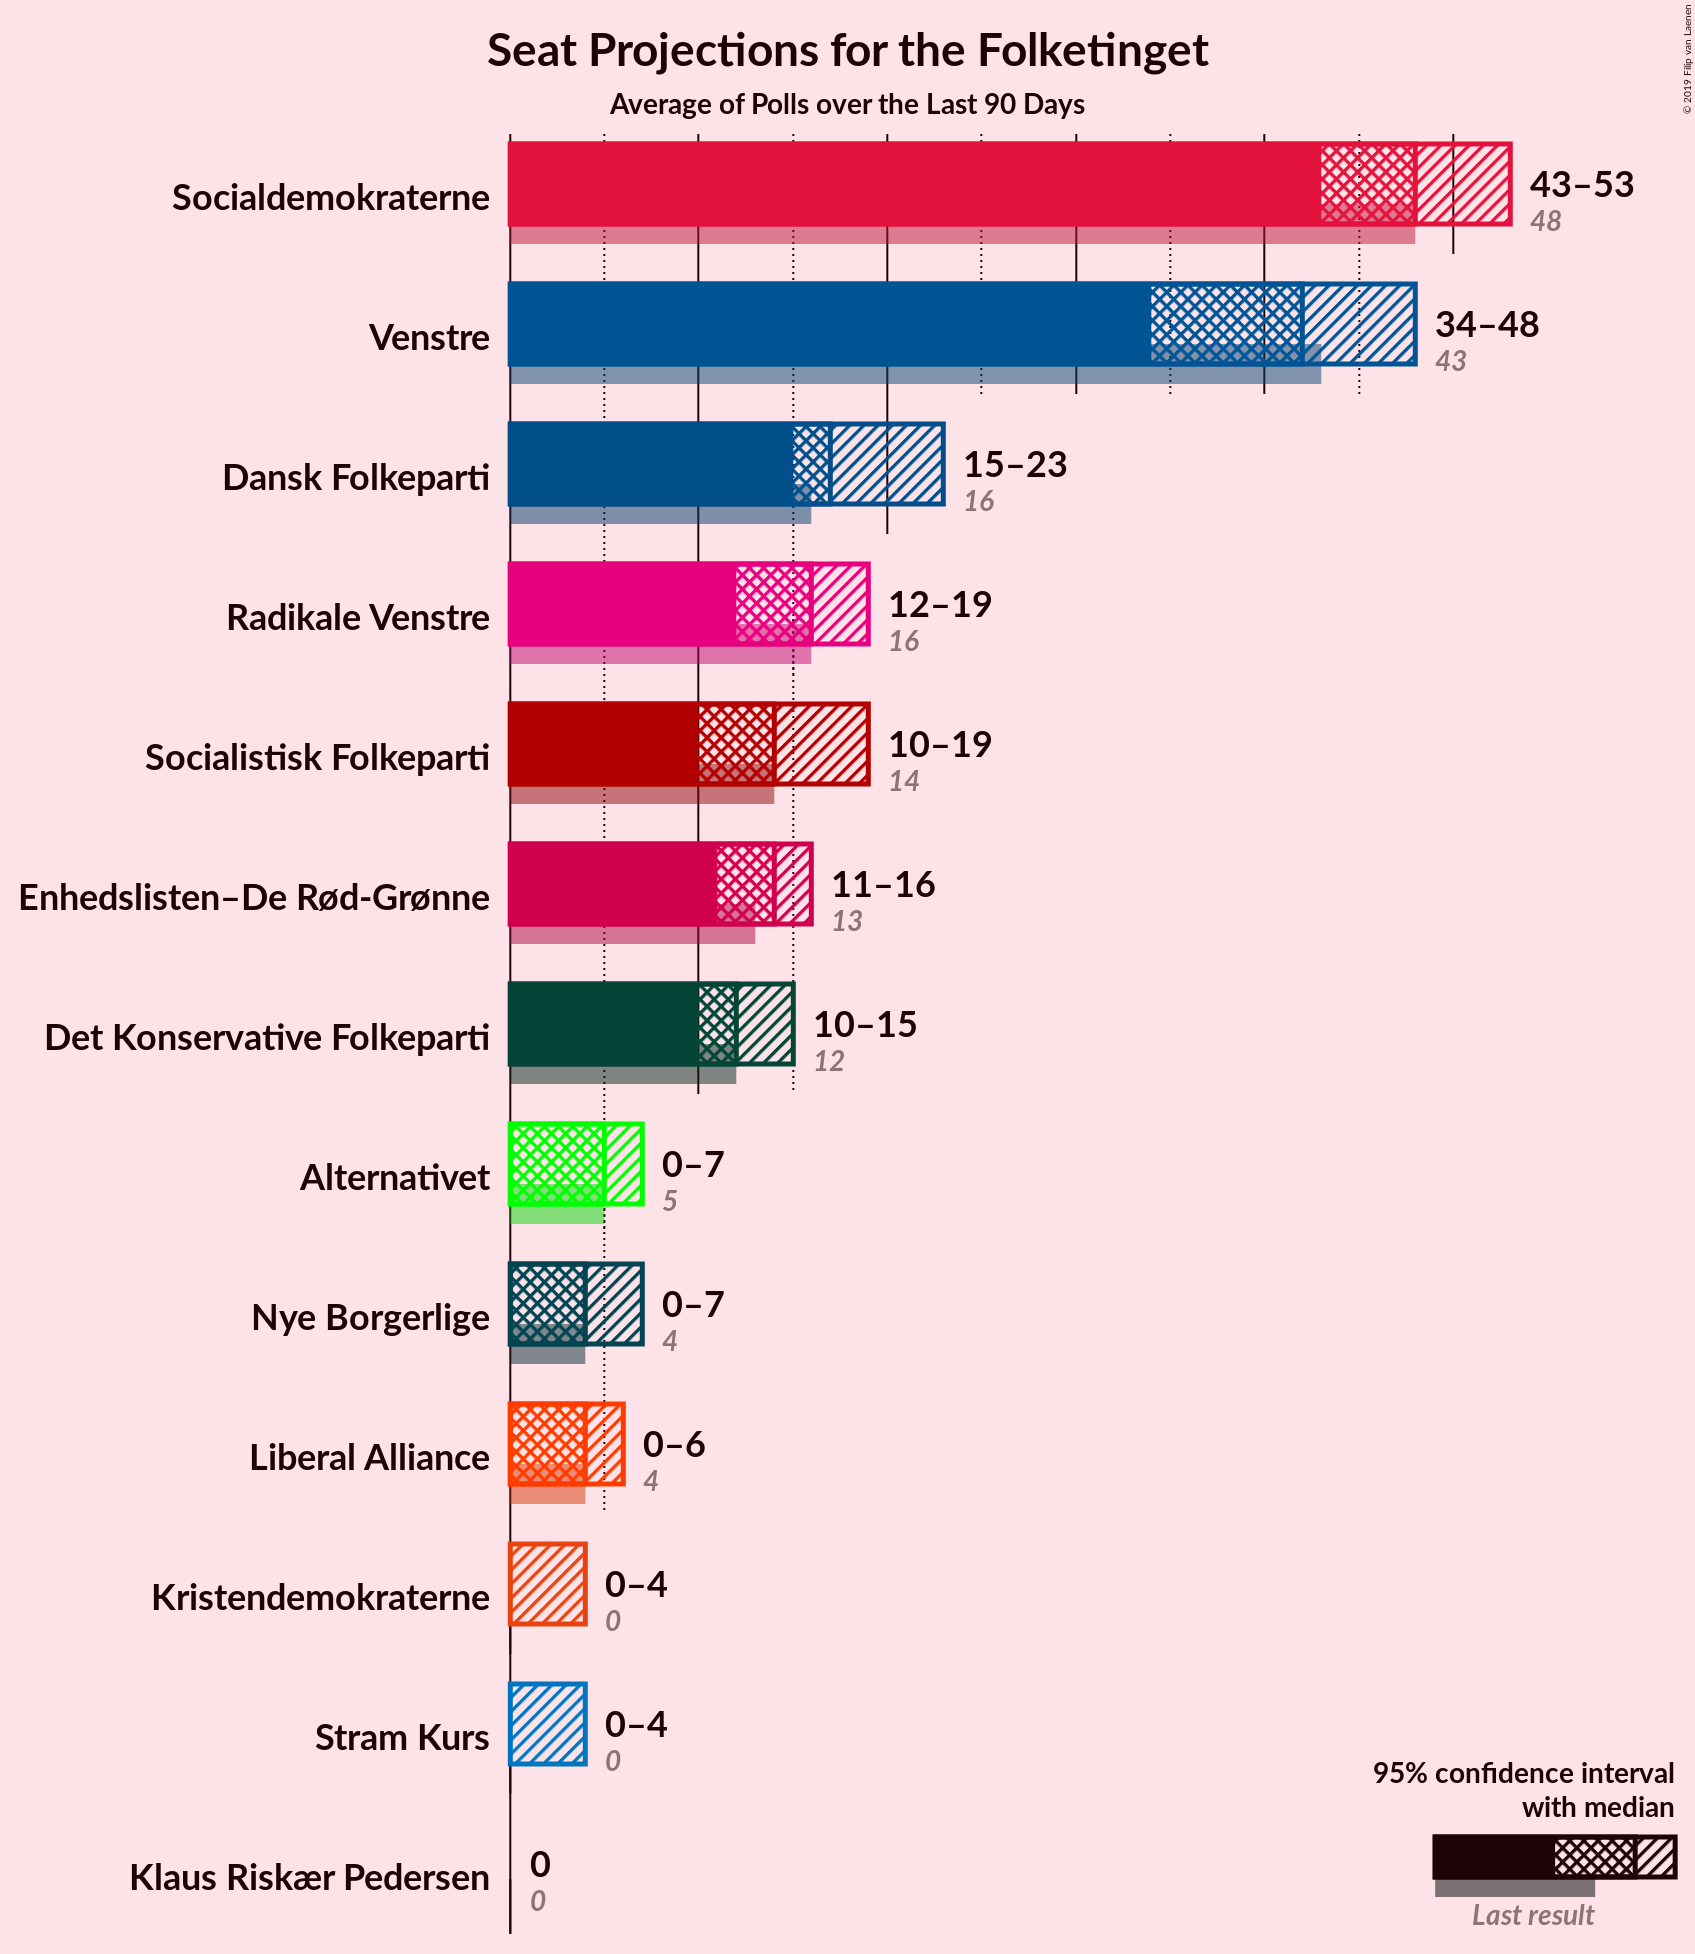 Seat Projections for the Folketinget
Average of Polls over the Last 90 Days
© 2019 Filip van Laenen
Socialdemokraterne
43–53
48
Venstre
34–48
43
Dansk Folkeparti
15–23
16
Radikale Venstre
12–19
16
Socialistisk Folkeparti
10–19
14
Enhedslisten–De Rød-Grønne
11–16
13
Det Konservative Folkeparti
10–15
12
Alternativet
0–7
5
Nye Borgerlige
0–7
4
Liberal Alliance
0–6
4
Kristendemokraterne
0–4
0
Stram Kurs
0–4
0
Klaus Riskær Pedersen
0
0
95% confidence interval
with median
Last result